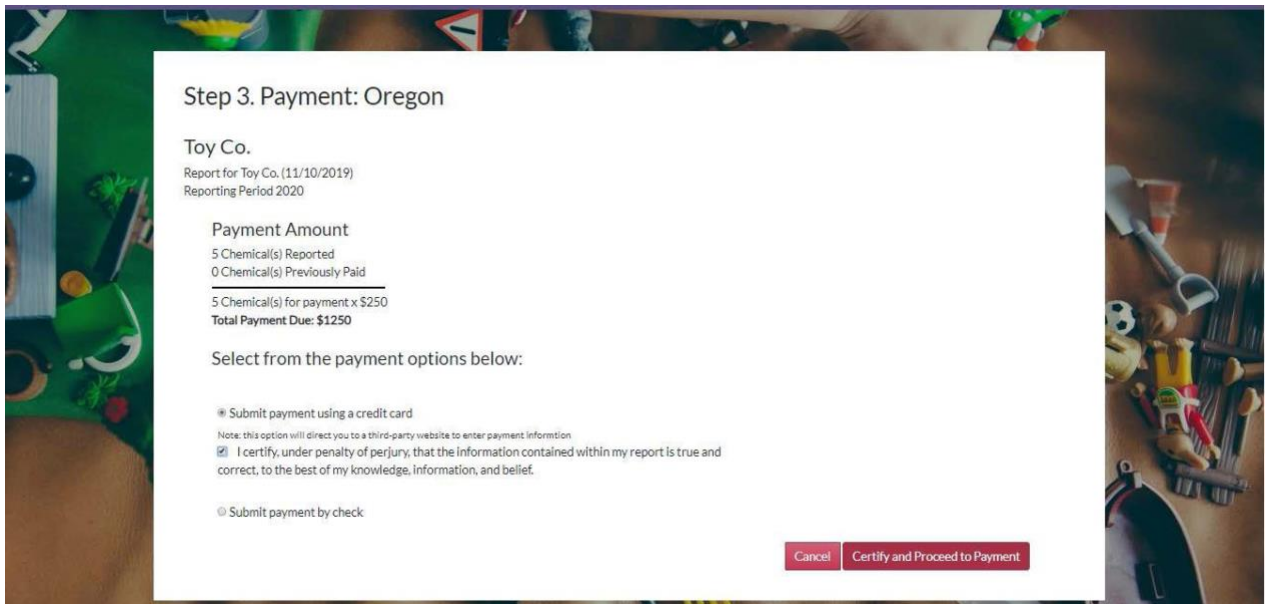 Step 3. Payment: Oregon
Toy Co.
Report for Toy Co. (11/10/2019)
Reporting Period 2020
Payment Amount
5 Chemical(s) Reported
0 Chemical(s) Previously Paid
5 Chemical(s) for payment x $250
Total Payment Due: $1250
Select from the payment options below:
Submit payment using a credit card
Note: this option will direct you to a third-party website to enter payment informtion
I certify, under penalty of perjury, that the information contained within my report is true and
correct, to the best of my knowledge, information, and belief.
Submit payment by check
Cancel Certify and Proceed to Payment